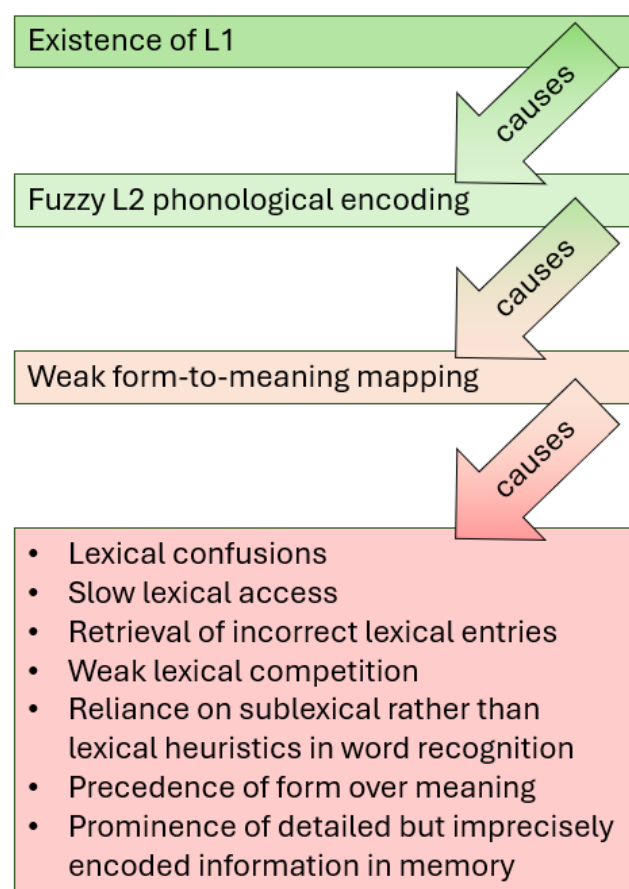 Existence of L1
causes
Fuzzy L2 phonological encoding
causes
Weak form-to-meaning mapping
causes
• Lexical confusions
• Slow lexical access
• Retrieval of incorrect lexical entries
• Weak lexical competition
• Reliance on sublexical rather than
lexical heuristics in word recognition
• Precedence of form over meaning
• Prominence of detailed but imprecisely
encoded information in memory